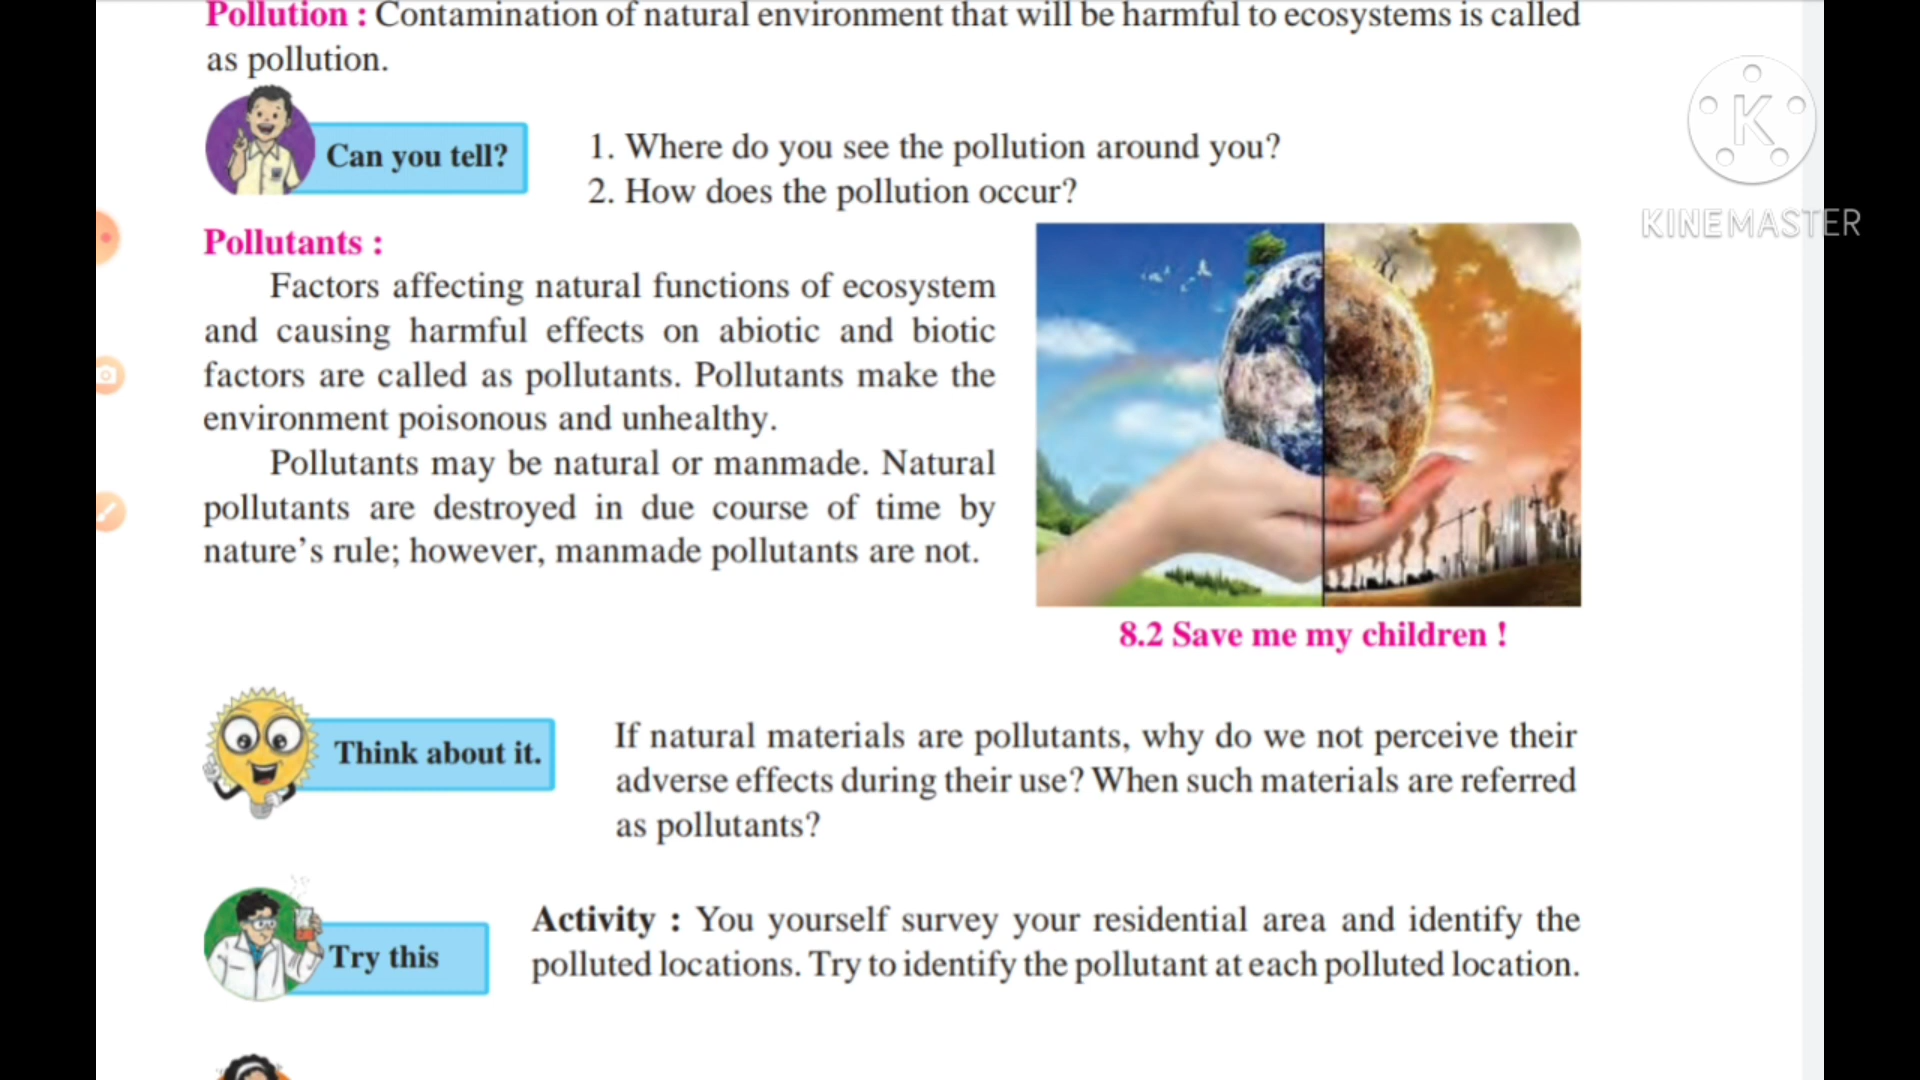 Pollution : Contamination of natural environment that will be harmful to ecosystems is called
as pollution.
Can you tell?
1. Where do you see the pollution around you?
2. How does the pollution occur?
K
KINEMASTER
Pollutants :
Factors affecting natural functions of ecosystem
and causing harmful effects on abiotic and biotic
factors are called as pollutants. Pollutants make the
environment poisonous and unhealthy.
Pollutants may be natural or manmade. Natural
pollutants are destroyed in due course of time by
nature’s rule; however, manmade pollutants are not.
8.2 Save me my children !
Think about it.
If natural materials are pollutants, why do we not perceive their
adverse effects during their use? When such materials are referred
as pollutants?
Try this
Activity : You yourself survey your residential area and identify the
polluted locations. Try to identify the pollutant at each polluted location.